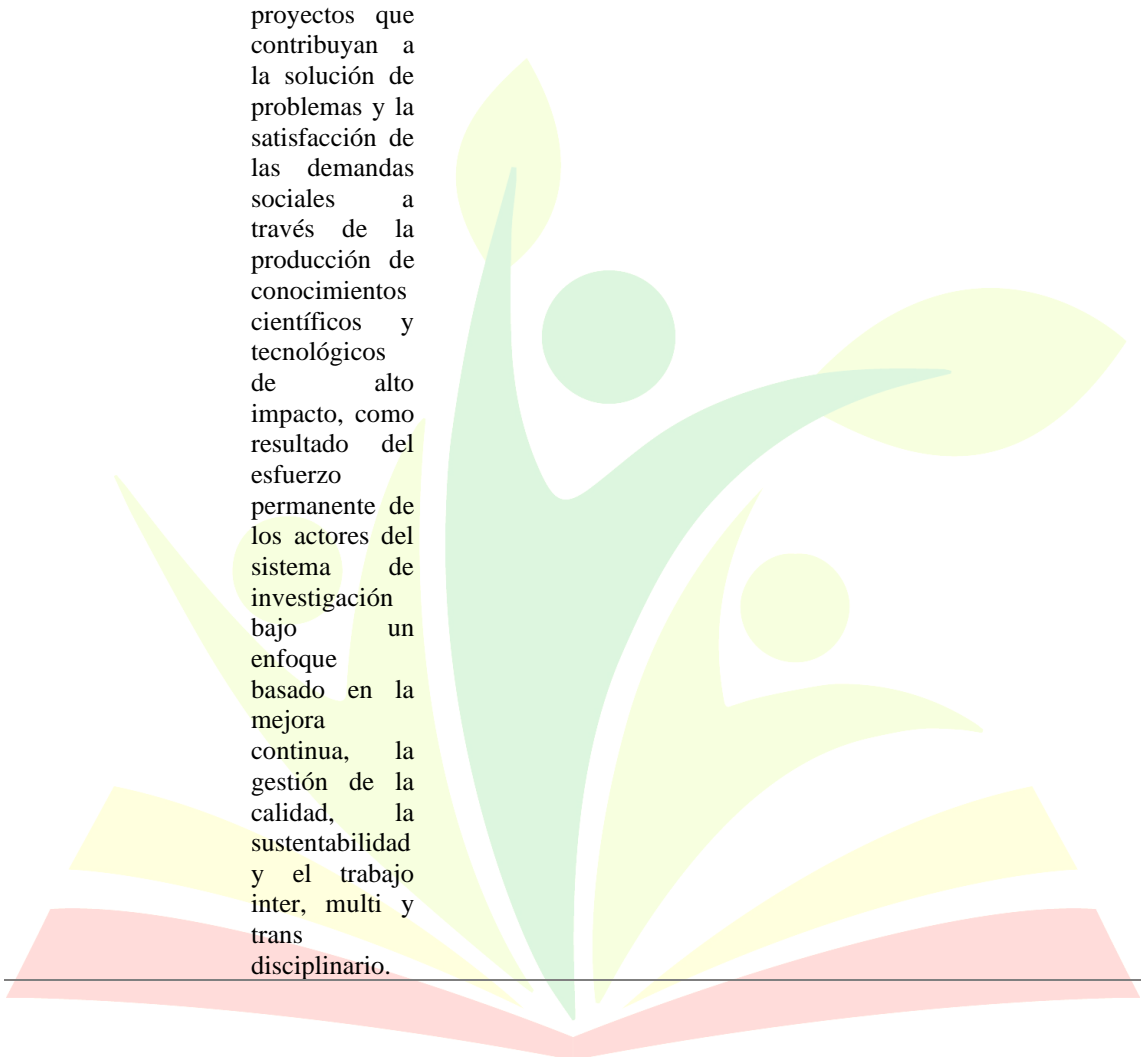 proyectos que
contribuyan a
la solución de
problemas y la
satisfacción de
las demandas
sociales a
través de la
producción de
conocimientos
científicos y
tecnológicos
de alto
impacto, como
resultado del
esfuerzo
permanente de
los actores del
sistema de
investigación
bajo un
enfoque
basado en la
mejora
continua, la
gestión de la
calidad, la
sustentabilidad
y el trabajo
inter, multi y
trans
disciplinario.